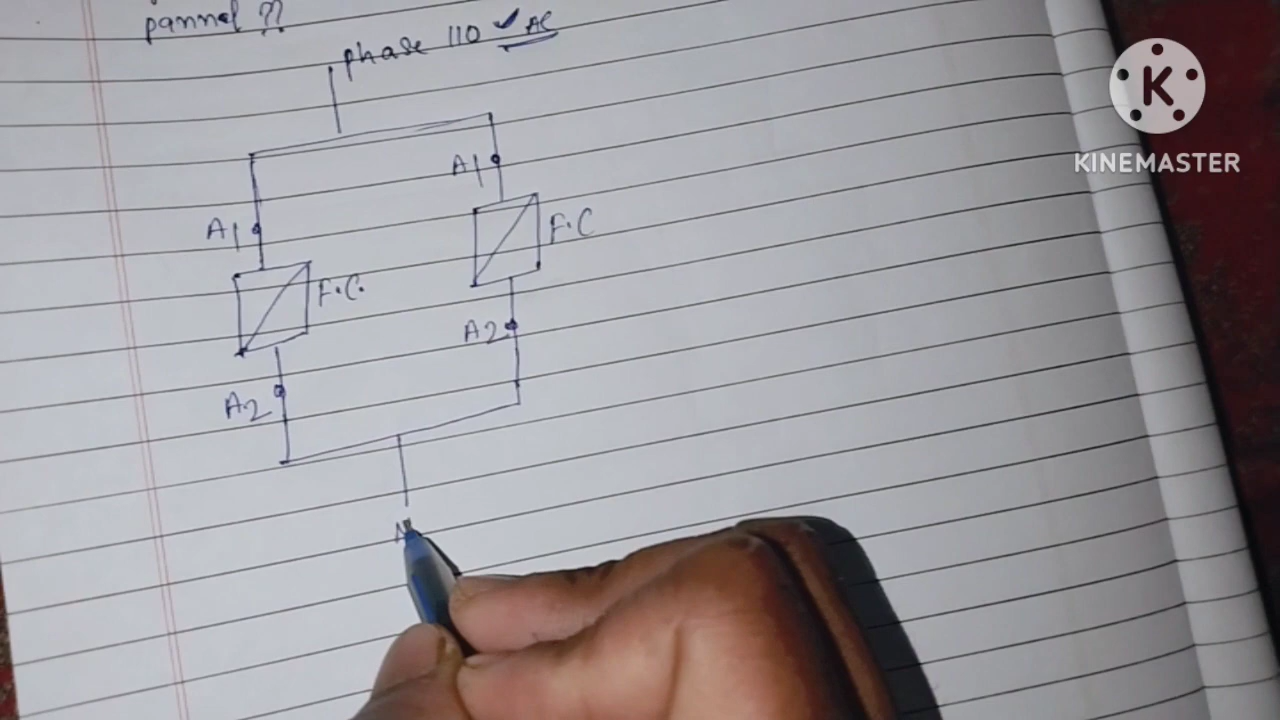 pannel ??
phase 110 ✓ AC
A1
A1
F.C
F.C.
A2
A2
N
K
KINEMASTER